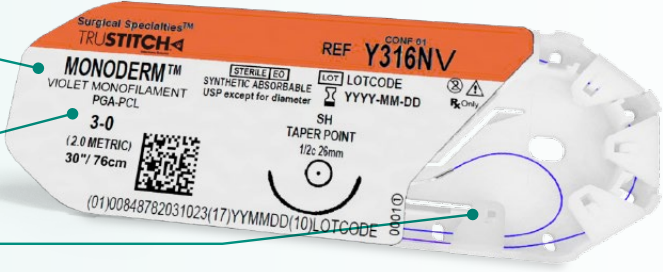 Surgical Specialties™
TRUSTITCH
REF Y316NV
CONF 01
MONODERM™
VIOLET MONOFILAMENT
PGA-PCL
3-0
(2.0 METRIC)
30"/ 76cm
STERILE EO
SYNTHETIC ABSORBABLE
USP except for diameter
LOT LOTCODE
YYYY-MM-DD
Rx Only
SH
TAPER POINT
1/2c 26mm
(01)00848782031023(17)YYMMDD(10)LOTCODE
0001①